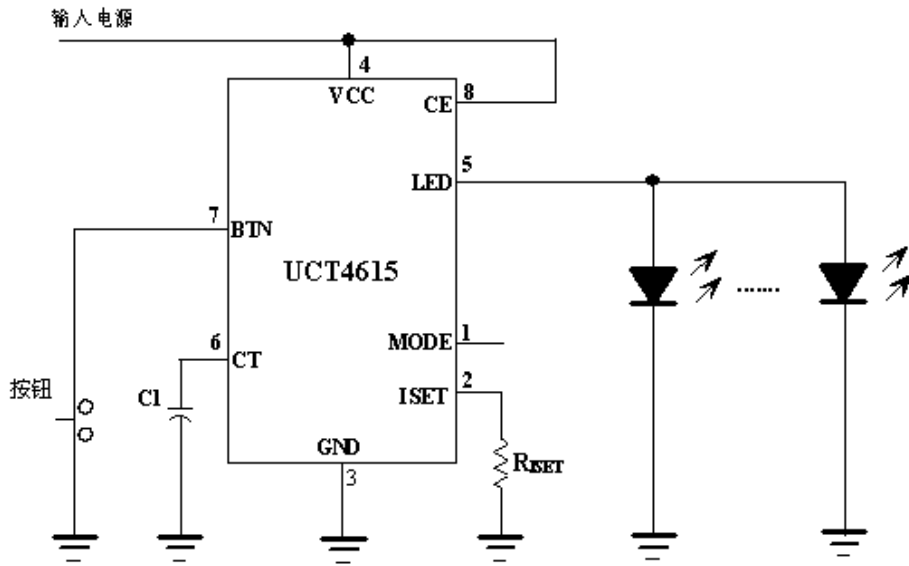 输入电源
4
VCC
CE
8
LED
5
7
BTN
UCT4615
.......
MODE
1
6
CT
ISET
2
按钮
C1
GND
3
RISET